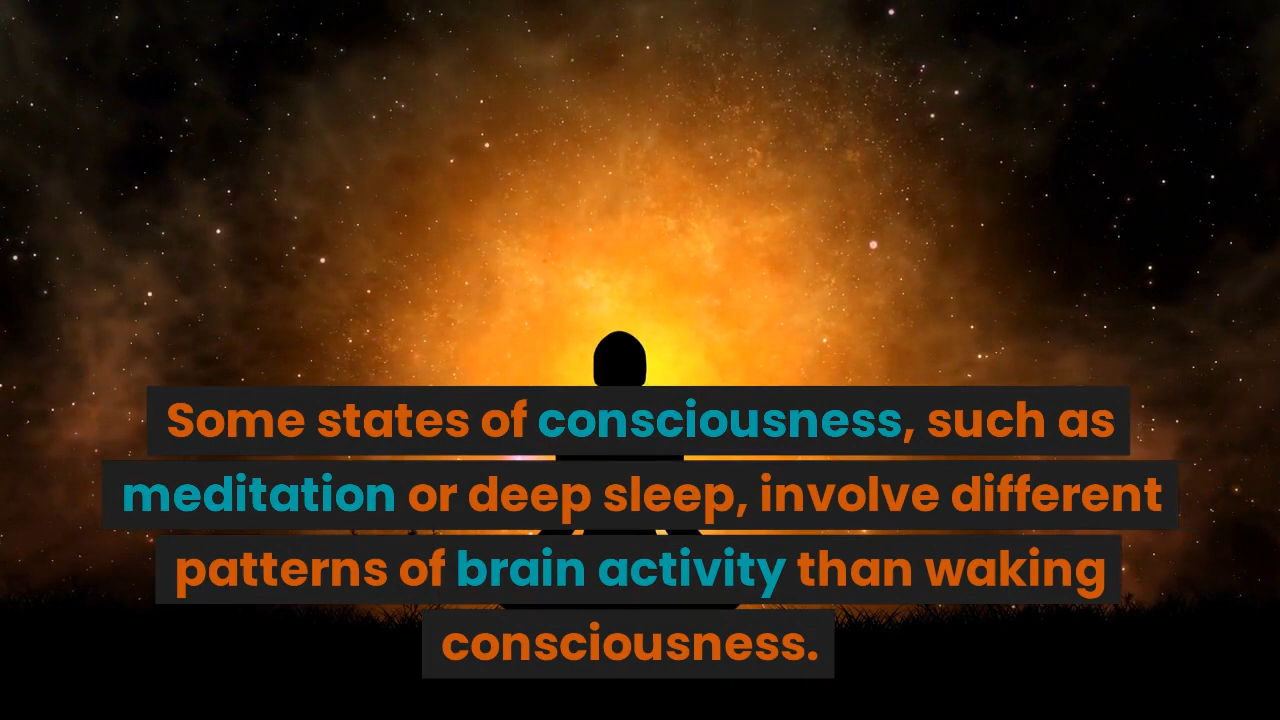 Some states of consciousness, such as
meditation or deep sleep, involve different
patterns of brain activity than waking
consciousness.